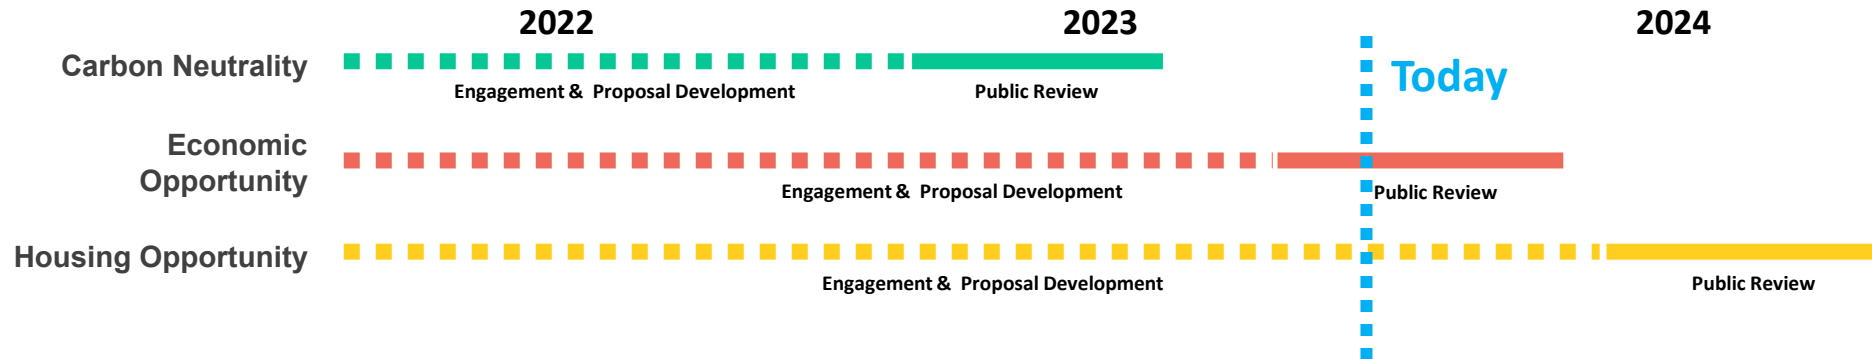 2022
2023
2024
Carbon Neutrality
Today
Engagement & Proposal Development
Public Review
Economic
Opportunity
Engagement & Proposal Development
Public Review
Housing Opportunity
Engagement & Proposal Development
Public Review